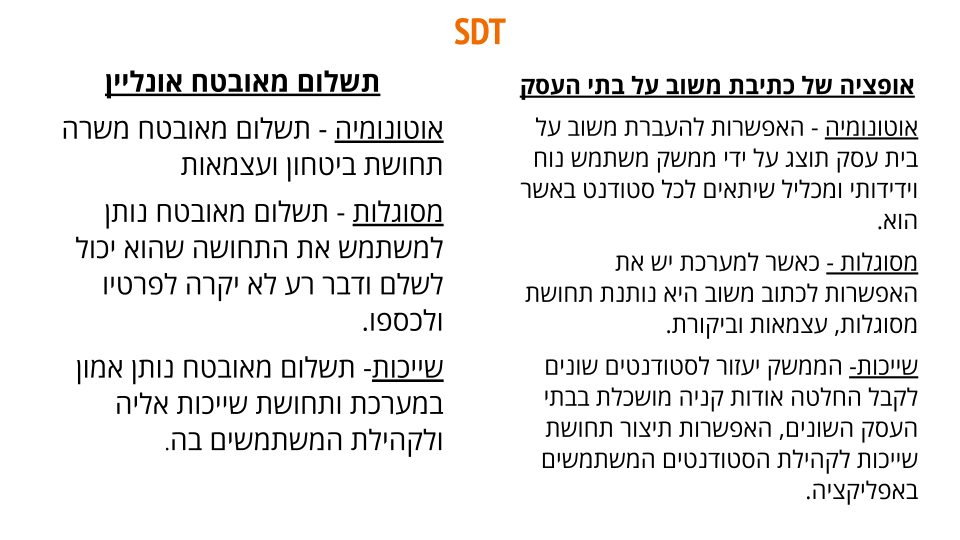 SDT
אופציה של כתיבת משוב על בתי העסק
אוטונומיה - האפשרות להעברת משוב על
בית עסק תוצג על ידי ממשק משתמש נוח
וידידותי ומכליל שיתאים לכל סטודנט באשר
הוא.
מסוגלות - כאשר למערכת יש את
האפשרות לכתוב משוב היא נותנת תחושת
מסוגלות, עצמאות וביקורת.
שייכות- הממשק יעזור לסטודנטים שונים
לקבל החלטה אודות קניה מושכלת בבתי
העסק השונים, האפשרות תיצור תחושת
שייכות לקהילת הסטודנטים המשתמשים
באפליקציה.
תשלום מאובטח אונליין
אוטונומיה - תשלום מאובטח משרה
תחושת ביטחון ועצמאות
מסוגלות - תשלום מאובטח נותן
למשתמש את התחושה שהוא יכול
לשלם ודבר רע לא יקרה לפרטיו
ולכספו.
שייכות- תשלום מאובטח נותן אמון
במערכת ותחושת שייכות אליה
ולקהילת המשתמשים בה.